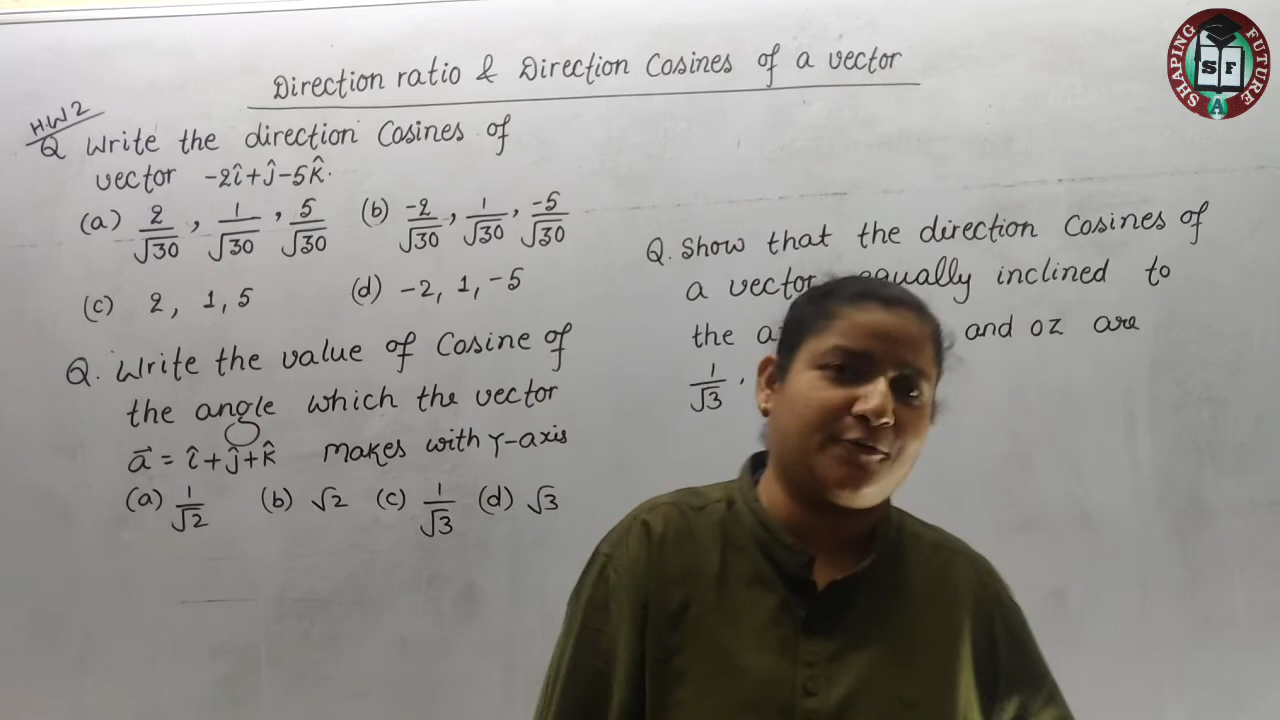 Direction ratio & Direction Cosines of a vector
H.W 2
Q Write the direction Cosines of
vector -2î+ĵ-5k̂.
(a) 2/√30, 1/√30, 5/√30 (b) -2/√30, 1/√30, -5/√30
(c) 2, 1, 5 (d) -2, 1, -5
Q. Write the value of Cosine of
the angle which the vector
a⃗ = î+ĵ+k̂ makes with Y-axis
(a) 1/√2 (b) √2 (c) 1/√3 (d) √3
Q. Show that the direction Cosines of
a vector equally inclined to
the and OZ are
1/√3,
SHAPING FUTURE
S F
A